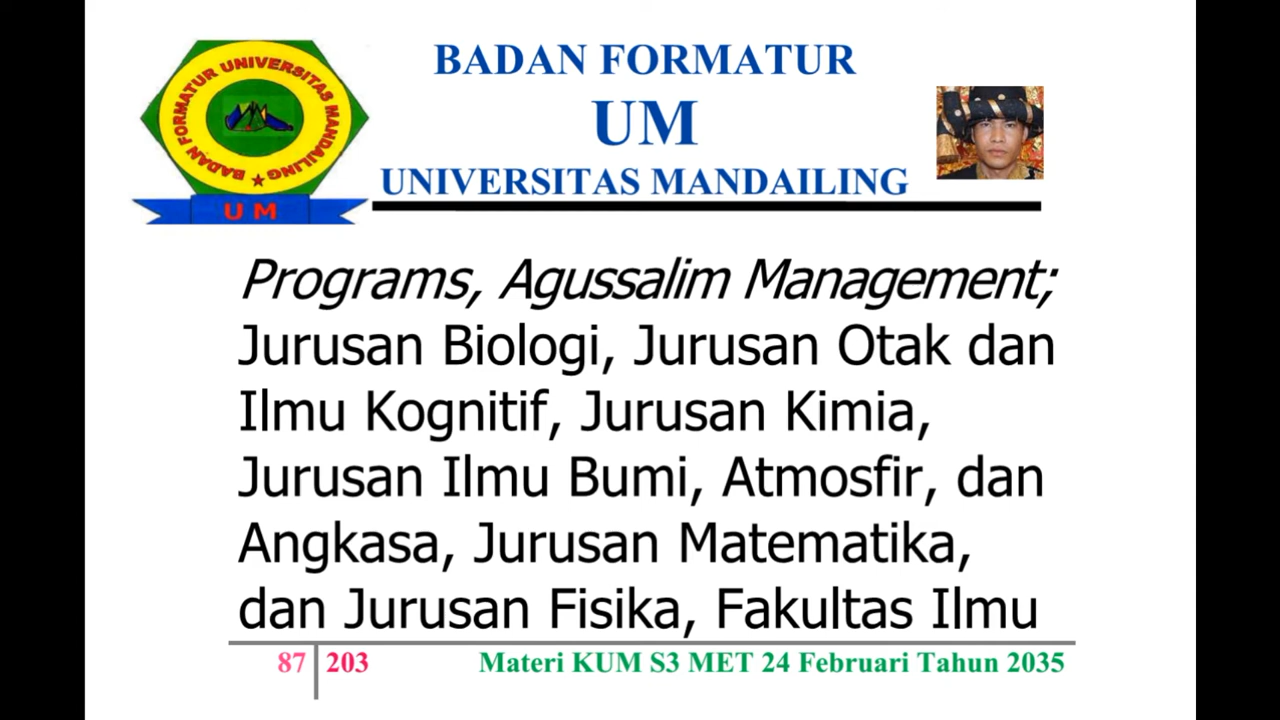 BADAN FORMATUR UNIVERSITAS MANDAILING
U M
BADAN FORMATUR
UM
UNIVERSITAS MANDAILING
Programs, Agussalim Management;
Jurusan Biologi, Jurusan Otak dan
Ilmu Kognitif, Jurusan Kimia,
Jurusan Ilmu Bumi, Atmosfir, dan
Angkasa, Jurusan Matematika,
dan Jurusan Fisika, Fakultas Ilmu
87 203 Materi KUM S3 MET 24 Februari Tahun 2035